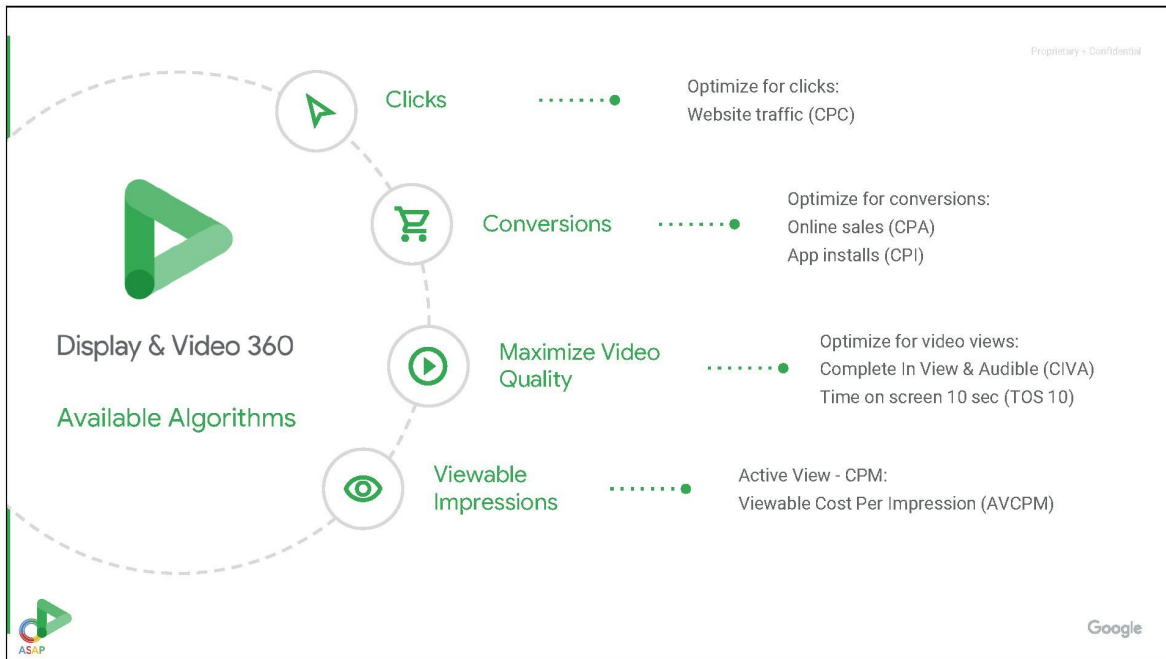 Proprietary + Confidential
Clicks
Optimize for clicks:
Website traffic (CPC)
Conversions
Optimize for conversions:
Online sales (CPA)
App installs (CPI)
Display & Video 360
Available Algorithms
Maximize Video
Quality
Optimize for video views:
Complete In View & Audible (CIVA)
Time on screen 10 sec (TOS 10)
Viewable
Impressions
Active View - CPM:
Viewable Cost Per Impression (AVCPM)
ASAP
Google